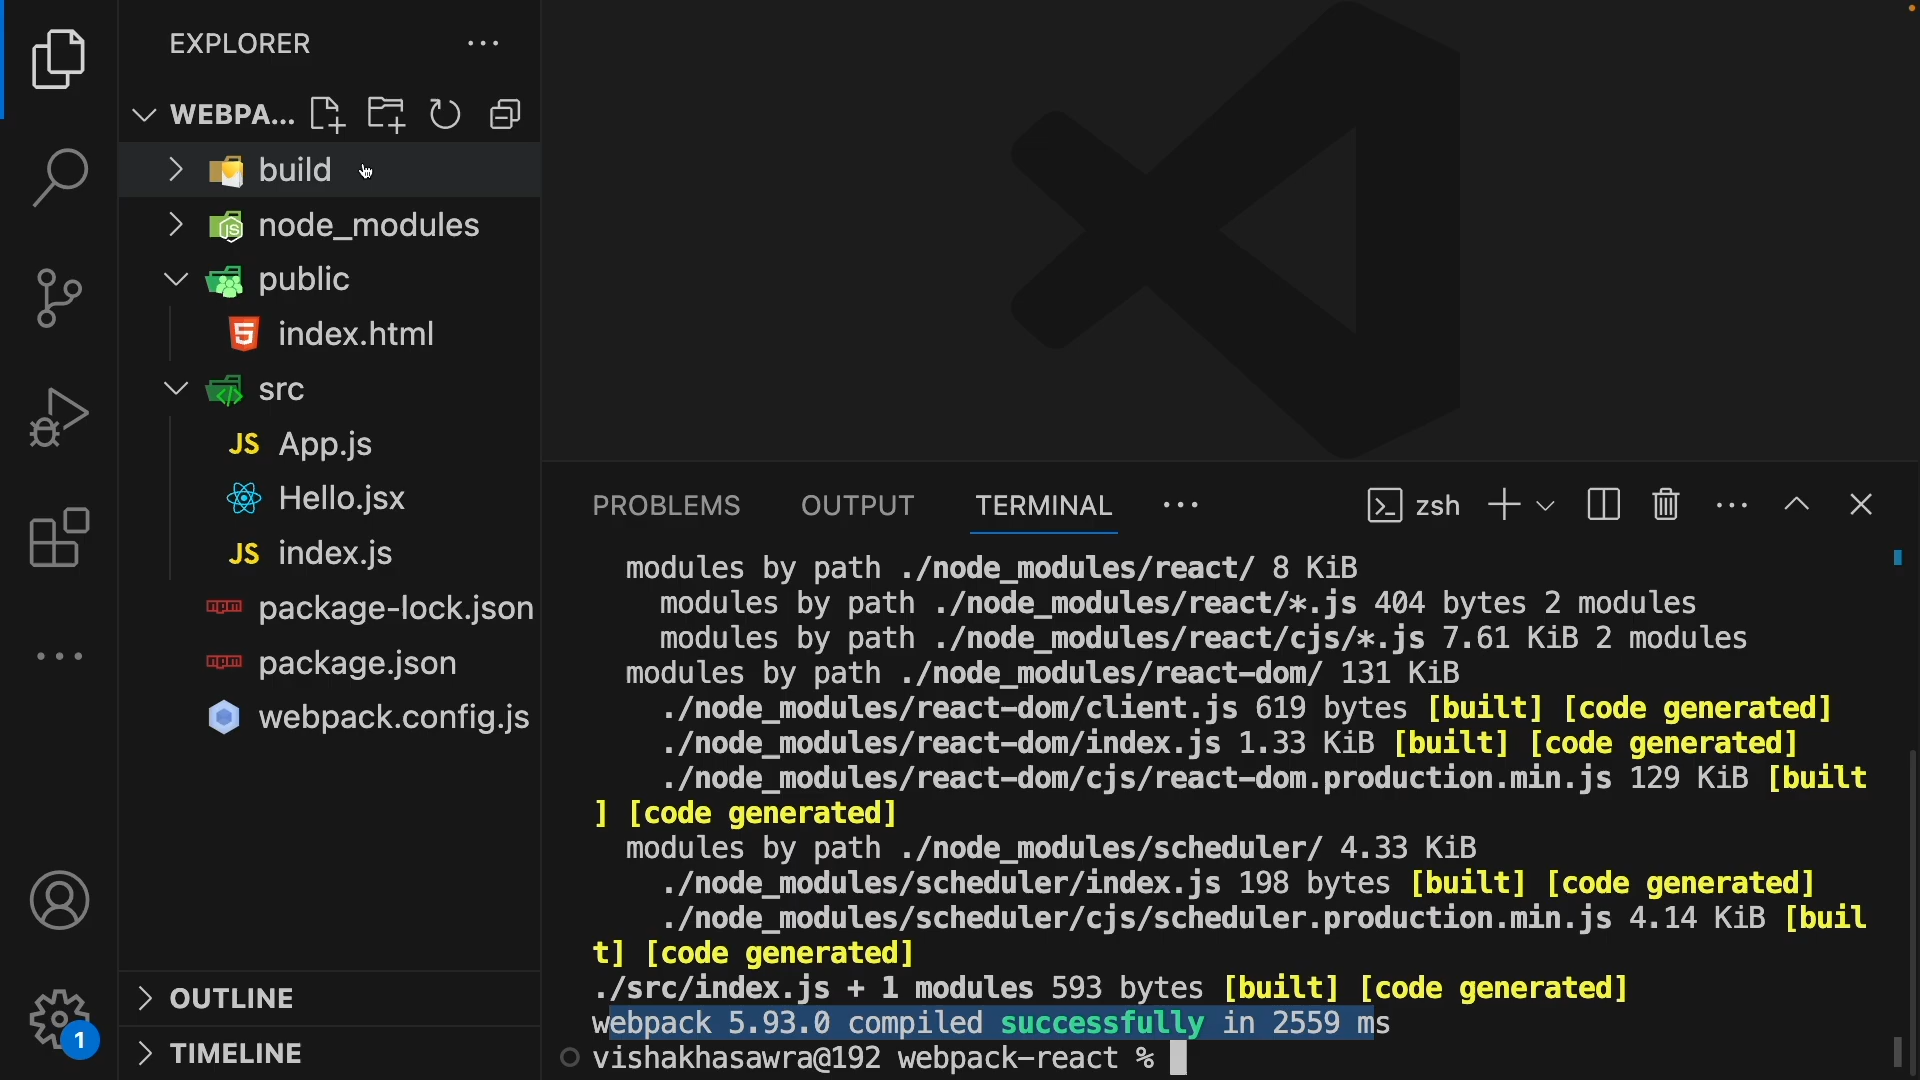 EXPLORER
WEBPA...
build
node_modules
public
index.html
src
JS App.js
Hello.jsx
JS index.js
package-lock.json
package.json
webpack.config.js
OUTLINE
TIMELINE
1
PROBLEMS OUTPUT TERMINAL zsh
modules by path ./node_modules/react/ 8 KiB
modules by path ./node_modules/react/*.js 404 bytes 2 modules
modules by path ./node_modules/react/cjs/*.js 7.61 KiB 2 modules
modules by path ./node_modules/react-dom/ 131 KiB
./node_modules/react-dom/client.js 619 bytes [built] [code generated]
./node_modules/react-dom/index.js 1.33 KiB [built] [code generated]
./node_modules/react-dom/cjs/react-dom.production.min.js 129 KiB [built
] [code generated]
modules by path ./node_modules/scheduler/ 4.33 KiB
./node_modules/scheduler/index.js 198 bytes [built] [code generated]
./node_modules/scheduler/cjs/scheduler.production.min.js 4.14 KiB [buil
t] [code generated]
./src/index.js + 1 modules 593 bytes [built] [code generated]
webpack 5.93.0 compiled successfully in 2559 ms
vishakhasawra@192 webpack-react %